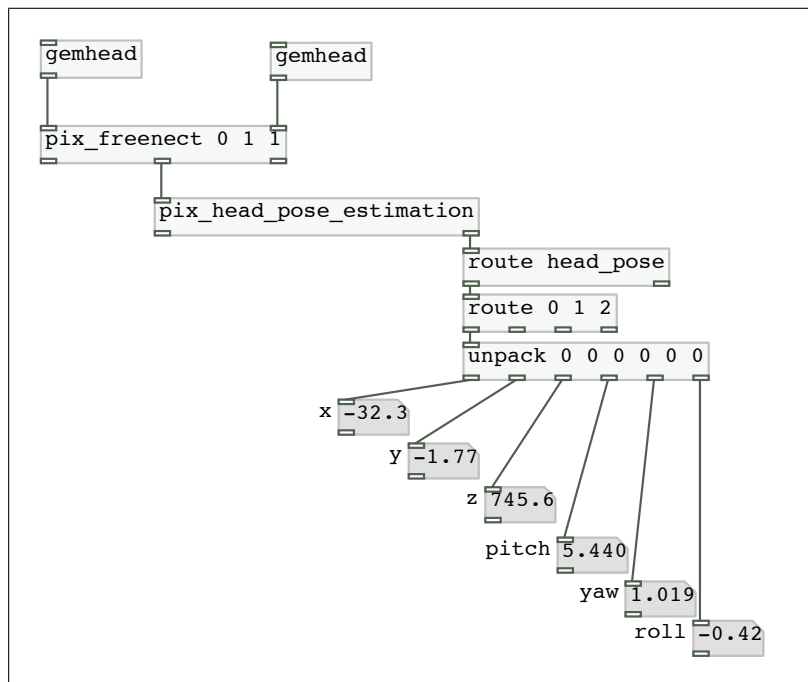 gemhead
gemhead
pix_freenect 0 1 1
pix_head_pose_estimation
route head_pose
route 0 1 2
unpack 0 0 0 0 0 0
x -32.3
y -1.77
z 745.6
pitch 5.440
yaw 1.019
roll -0.42